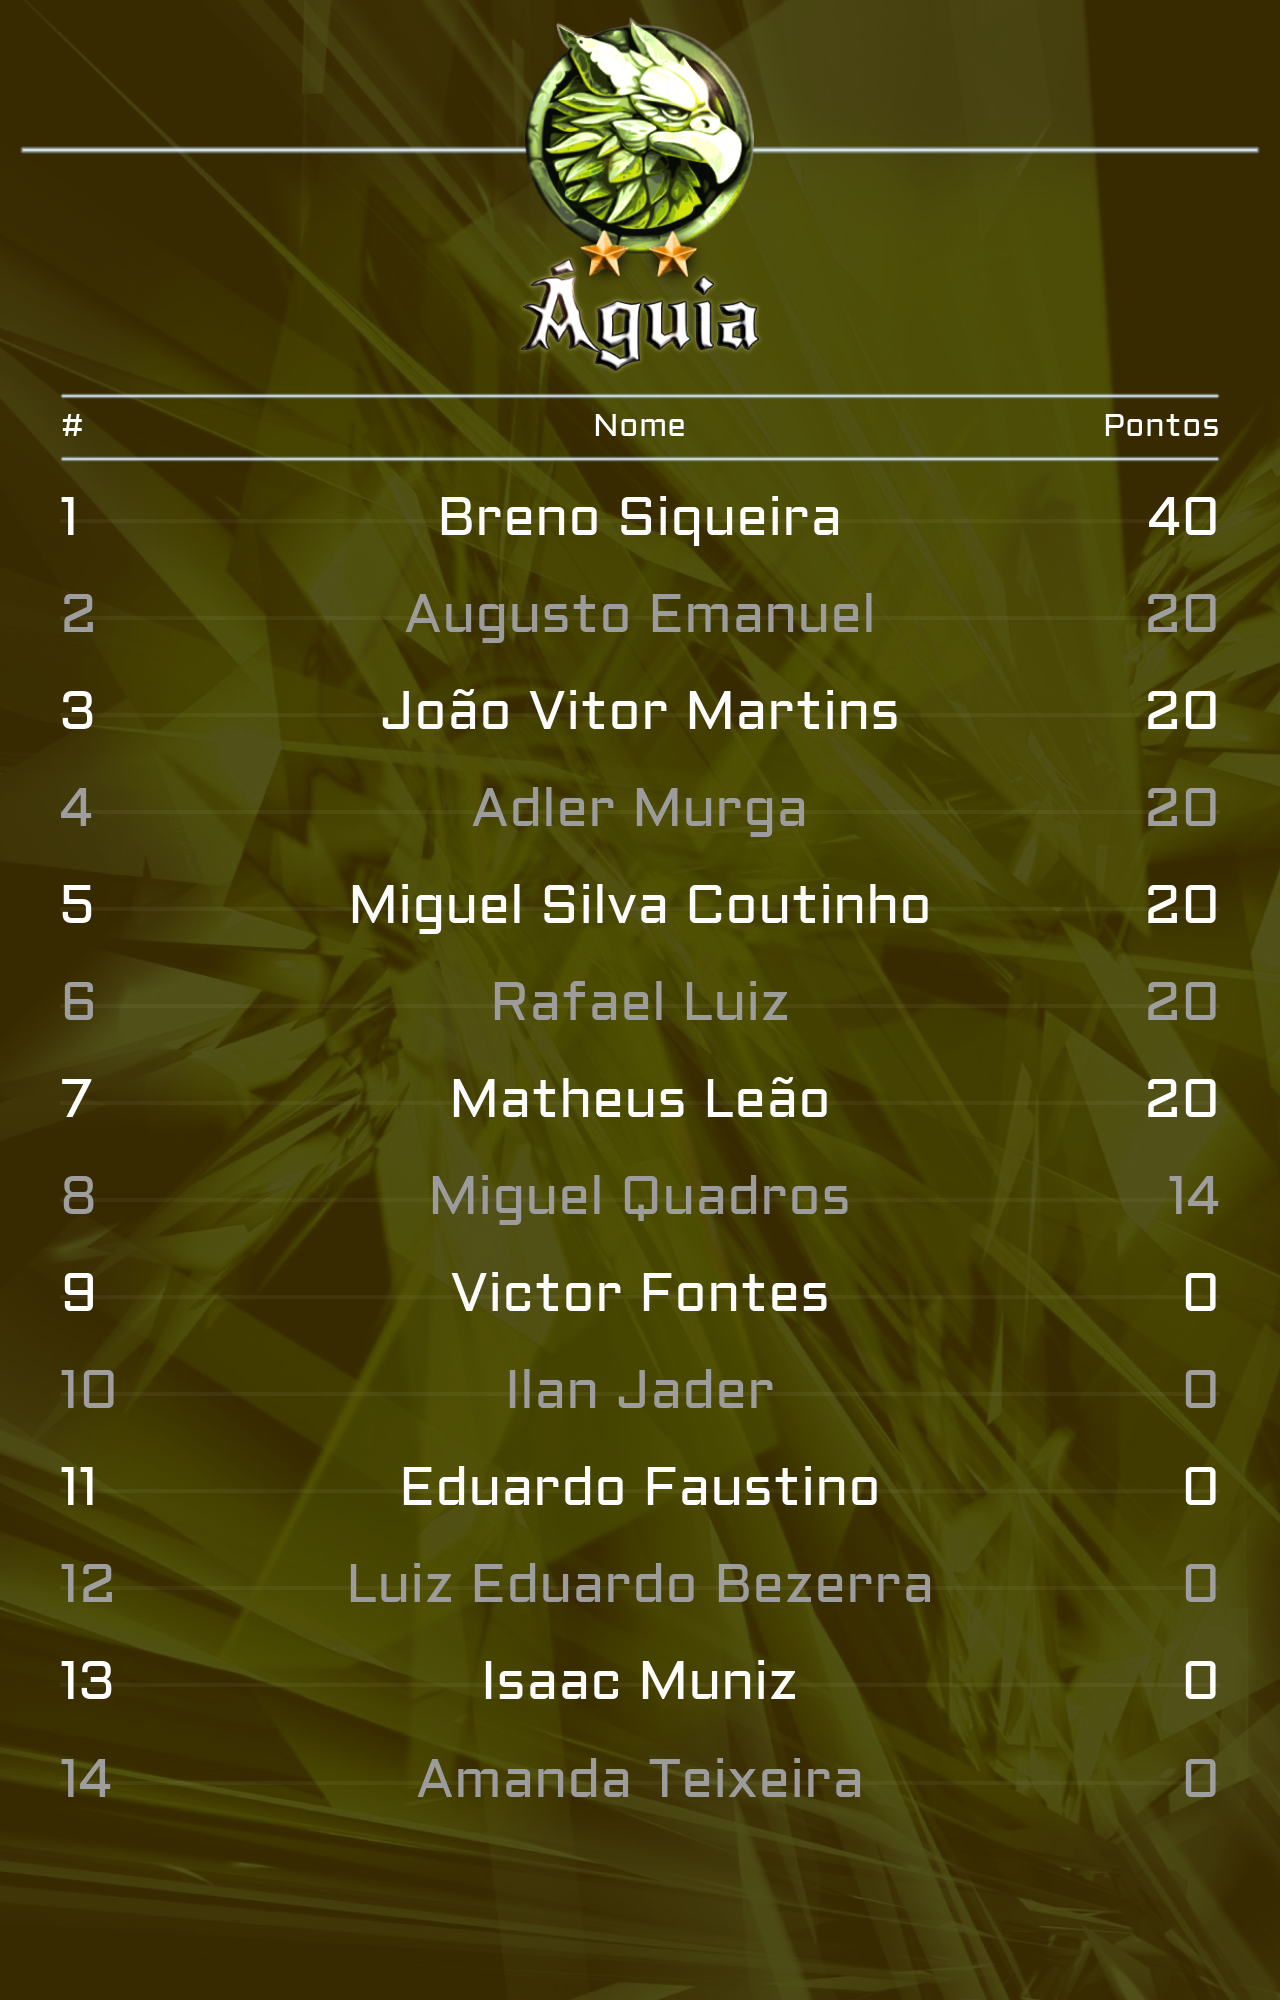 Águia
# Nome Pontos
1 Breno Siqueira 40
2 Augusto Emanuel 20
3 João Vitor Martins 20
4 Adler Murga 20
5 Miguel Silva Coutinho 20
6 Rafael Luiz 20
7 Matheus Leão 20
8 Miguel Quadros 14
9 Victor Fontes 0
10 Ilan Jader 0
11 Eduardo Faustino 0
12 Luiz Eduardo Bezerra 0
13 Isaac Muniz 0
14 Amanda Teixeira 0